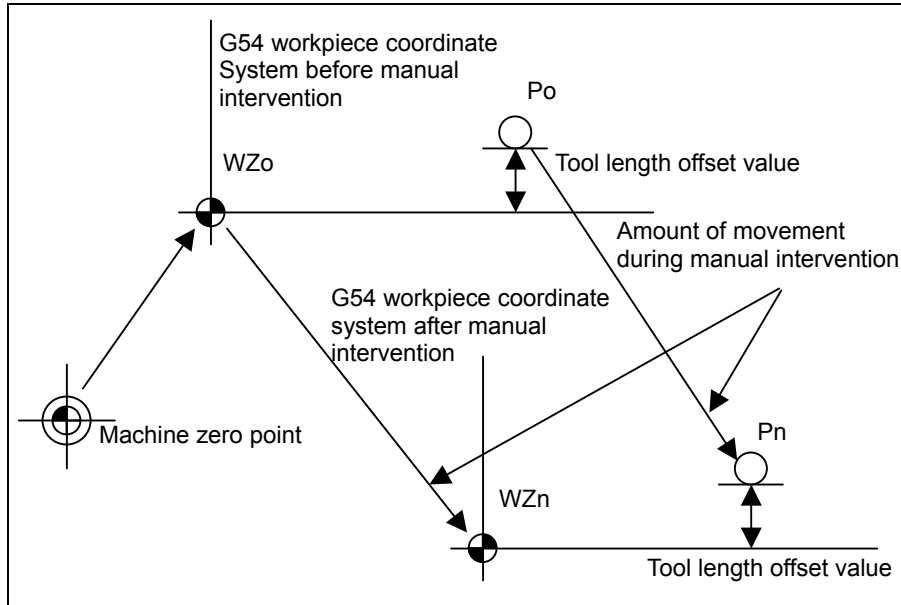 G54 workpiece coordinate
System before manual
intervention
Po
WZo
Tool length offset value
Amount of movement
during manual intervention
G54 workpiece coordinate
system after manual
intervention
Machine zero point
Pn
WZn
Tool length offset value